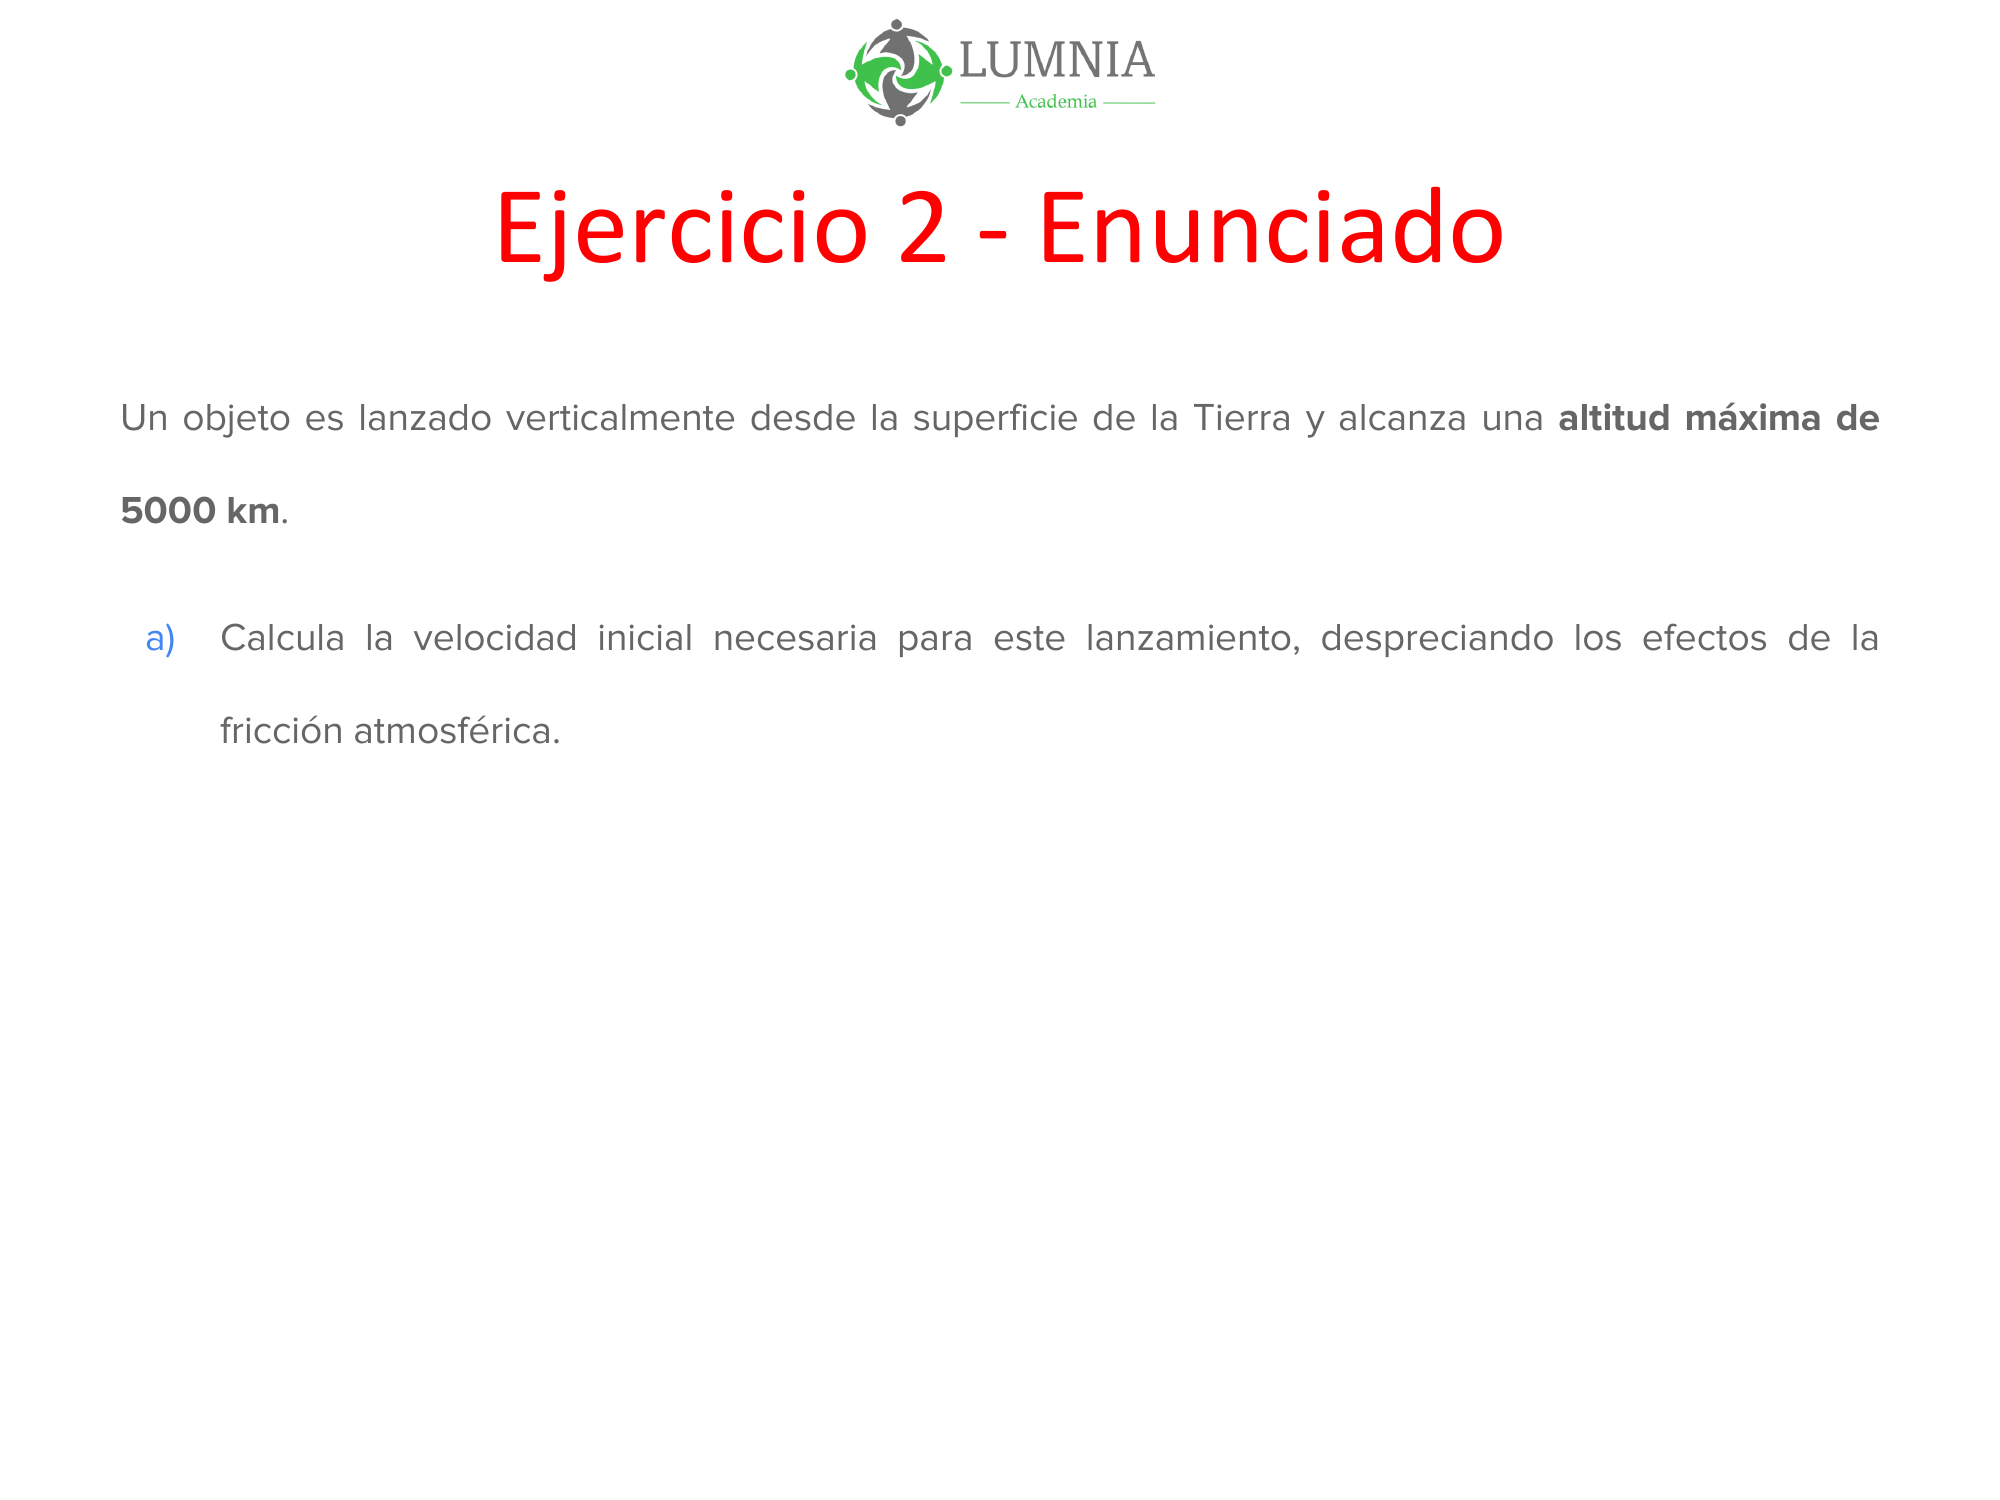 LUMNIA
Academia
Ejercicio 2 - Enunciado
Un objeto es lanzado verticalmente desde la superficie de la Tierra y alcanza una altitud máxima de
5000 km.
a) Calcula la velocidad inicial necesaria para este lanzamiento, despreciando los efectos de la
fricción atmosférica.